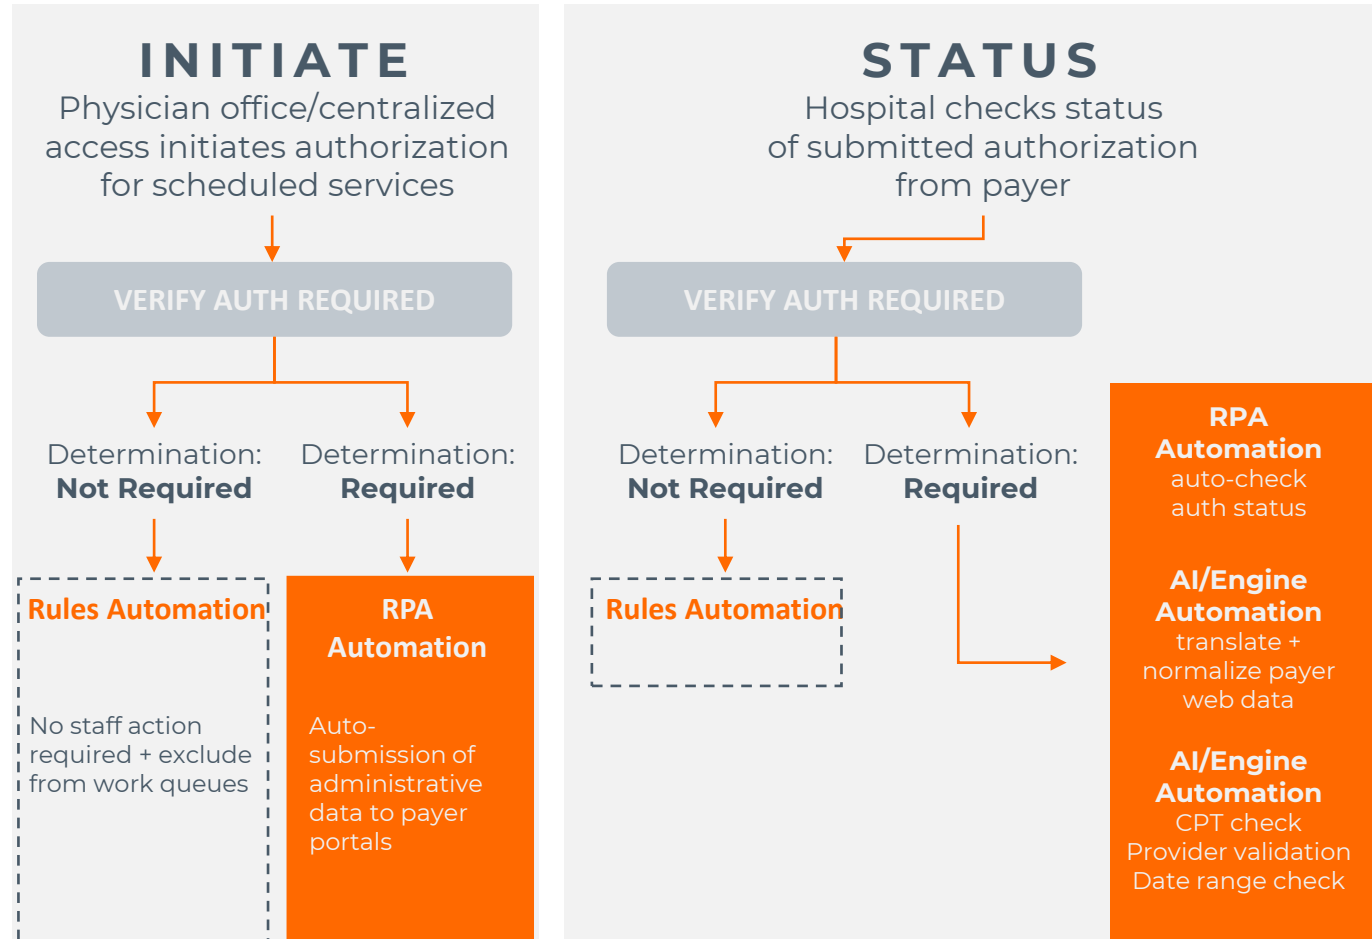 INITIATE
Physician office/centralized
access initiates authorization
for scheduled services
VERIFY AUTH REQUIRED
Determination:
Not Required
Determination:
Required
Rules Automation
No staff action
required + exclude
from work queues
RPA
Automation
Auto-
submission of
administrative
data to payer
portals
STATUS
Hospital checks status
of submitted authorization
from payer
VERIFY AUTH REQUIRED
Determination:
Not Required
Determination:
Required
Rules Automation
RPA
Automation
auto-check
auth status
AI/Engine
Automation
translate +
normalize payer
web data
AI/Engine
Automation
CPT check
Provider validation
Date range check